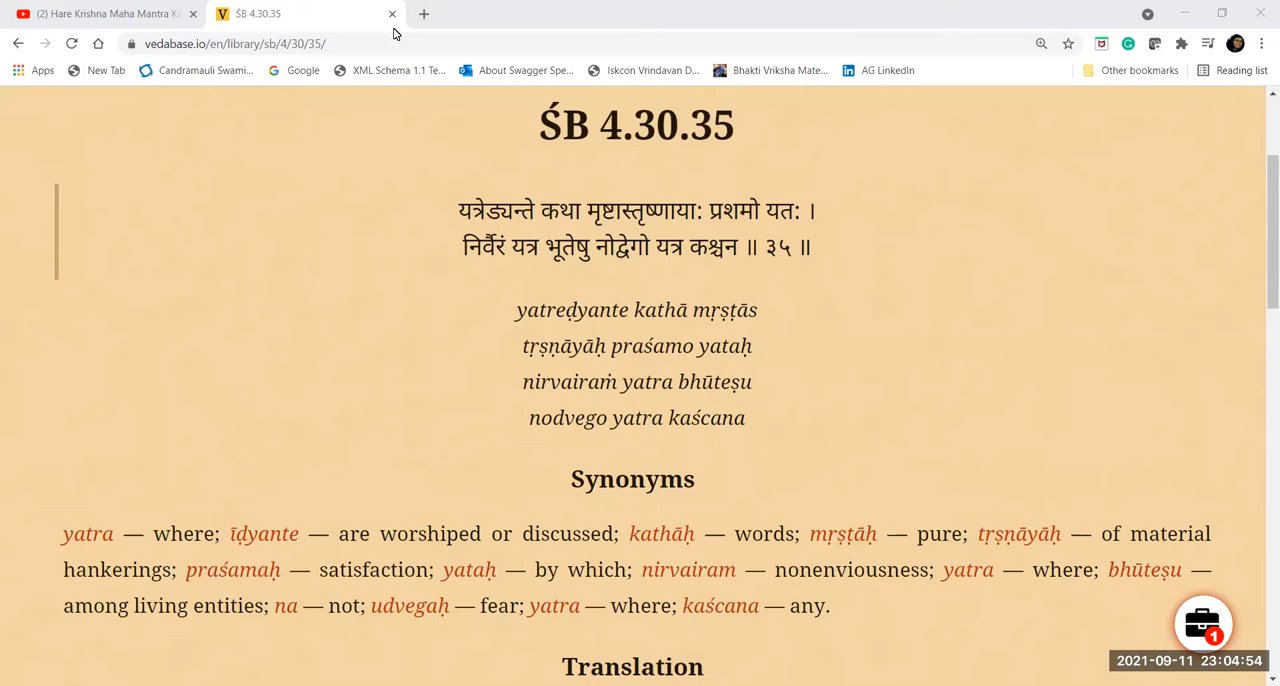 (2) Hare Krishna Maha Mantra K
ŚB 4.30.35
vedabase.io/en/library/sb/4/30/35/
Apps
New Tab
Candramauli Swami...
Google
XML Schema 1.1 Te...
About Swagger Spe...
Iskcon Vrindavan D...
Bhakti Vriksha Mate...
AG LinkedIn
Other bookmarks
Reading list
ŚB 4.30.35
यत्रेड्यन्ते कथा मृष्टास्तृष्णाया: प्रशमो यत: ।
निर्वैरं यत्र भूतेषु नोद्वेगो यत्र कश्चन ॥ ३५ ॥
yatreḍyante kathā mṛṣṭās
tṛṣṇāyāḥ praśamo yataḥ
nirvairaṁ yatra bhūteṣu
nodvego yatra kaścana
Synonyms
yatra — where; īḍyante — are worshiped or discussed; kathāḥ — words; mṛṣṭāḥ — pure; tṛṣṇāyāḥ — of material
hankerings; praśamaḥ — satisfaction; yataḥ — by which; nirvairam — nonenviousness; yatra — where; bhūteṣu —
among living entities; na — not; udvegaḥ — fear; yatra — where; kaścana — any.
1
2021-09-11 23:04:54
Translation